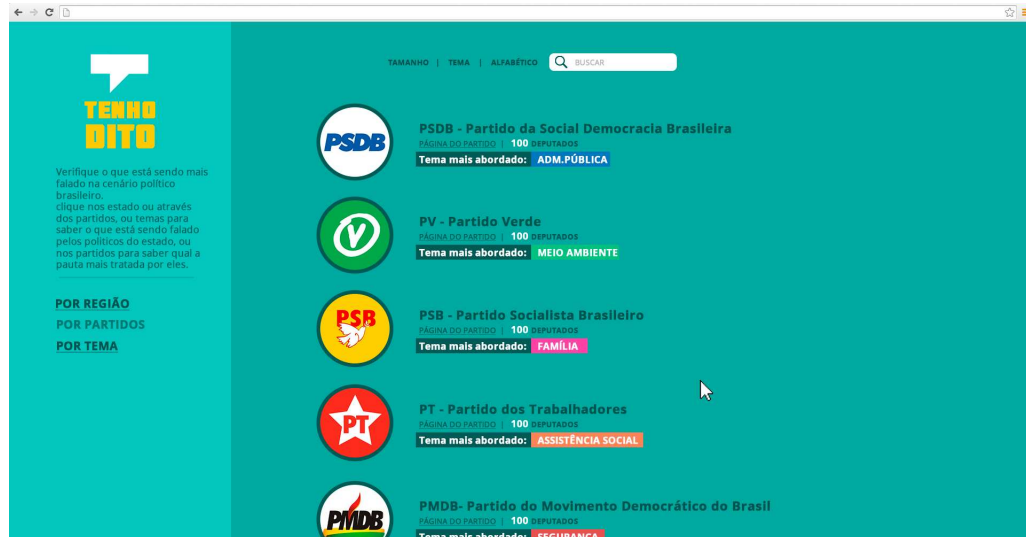 TENHO
DITO
Verifique o que está sendo mais
falado na cenário político
brasileiro.
clique nos estado ou através
dos partidos, ou temas para
saber o que está sendo falado
pelos politicos do estado, ou
nos partidos para saber qual a
pauta mais tratada por eles.
POR REGIÃO
POR PARTIDOS
POR TEMA
TAMANHO | TEMA | ALFABÉTICO BUSCAR
PSDB
PSDB - Partido da Social Democracia Brasileira
PÁGINA DO PARTIDO | 100 DEPUTADOS
Tema mais abordado: ADM.PÚBLICA
V
PV - Partido Verde
PÁGINA DO PARTIDO | 100 DEPUTADOS
Tema mais abordado: MEIO AMBIENTE
PSB
PSB - Partido Socialista Brasileiro
PÁGINA DO PARTIDO | 100 DEPUTADOS
Tema mais abordado: FAMÍLIA
PT
PT - Partido dos Trabalhadores
PÁGINA DO PARTIDO | 100 DEPUTADOS
Tema mais abordado: ASSISTÊNCIA SOCIAL
PMDB
PMDB- Partido do Movimento Democrático do Brasil
PÁGINA DO PARTIDO | 100 DEPUTADOS
Tema mais abordado: SEGURANÇA